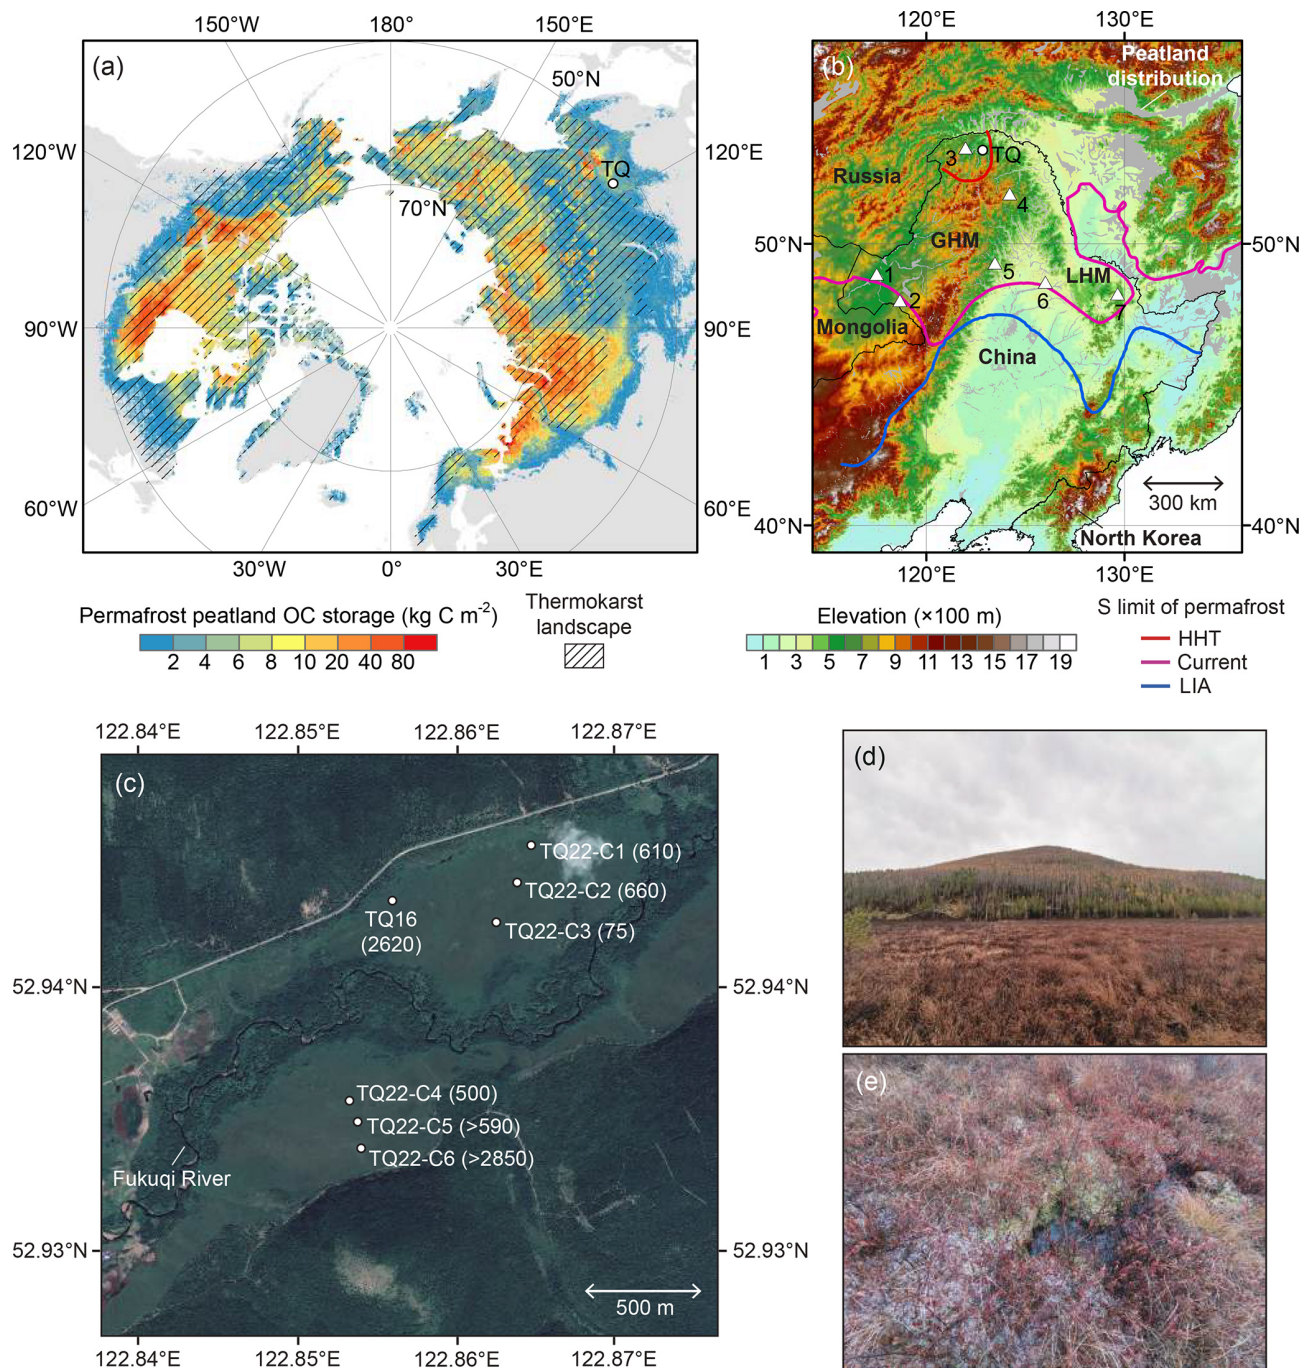 150°W 180° 150°E
(a)
50°N
120°W 120°E
TQ
70°N
90°W 90°E
60°W 60°E
30°W 0° 30°E
Permafrost peatland OC storage (kg C m-2)
2 4 6 8 10 20 40 80
Thermokarst
landscape
120°E 130°E
(b)
Peatland
distribution
3 TQ
Russia
4
GHM
50°N 50°N
1 5 LHM
2 6 7
Mongolia
China
300 km
40°N 40°N
North Korea
120°E 130°E
Elevation (×100 m)
1 3 5 7 9 11 13 15 17 19
S limit of permafrost
HHT
Current
LIA
122.84°E 122.85°E 122.86°E 122.87°E
(c)
TQ22-C1 (610)
TQ22-C2 (660)
TQ16
(2620)
TQ22-C3 (75)
52.94°N 52.94°N
TQ22-C4 (500)
TQ22-C5 (>590)
TQ22-C6 (>2850)
Fukuqi River
52.93°N 52.93°N
500 m
122.84°E 122.85°E 122.86°E 122.87°E
(d)
(e)